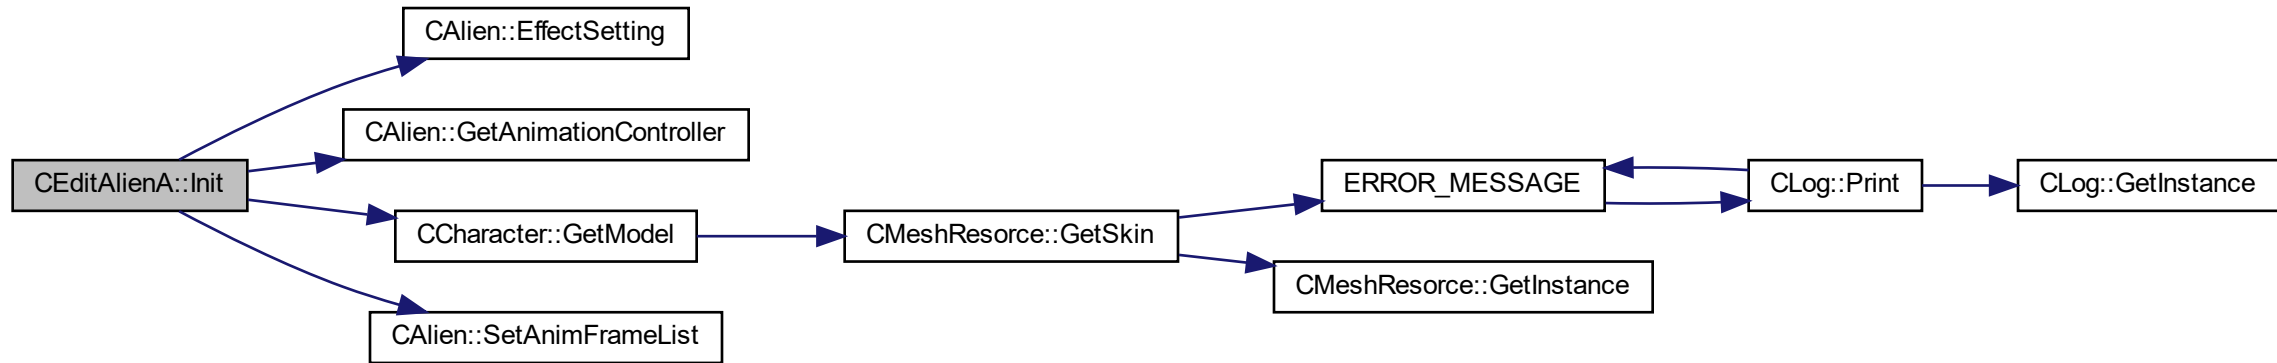 CAlien::EffectSetting
CAlien::GetAnimationController
CEditAlienA::Init
ERROR_MESSAGE
CLog::Print
CLog::GetInstance
CCharacter::GetModel
CMeshResorce::GetSkin
CMeshResorce::GetInstance
CAlien::SetAnimFrameList